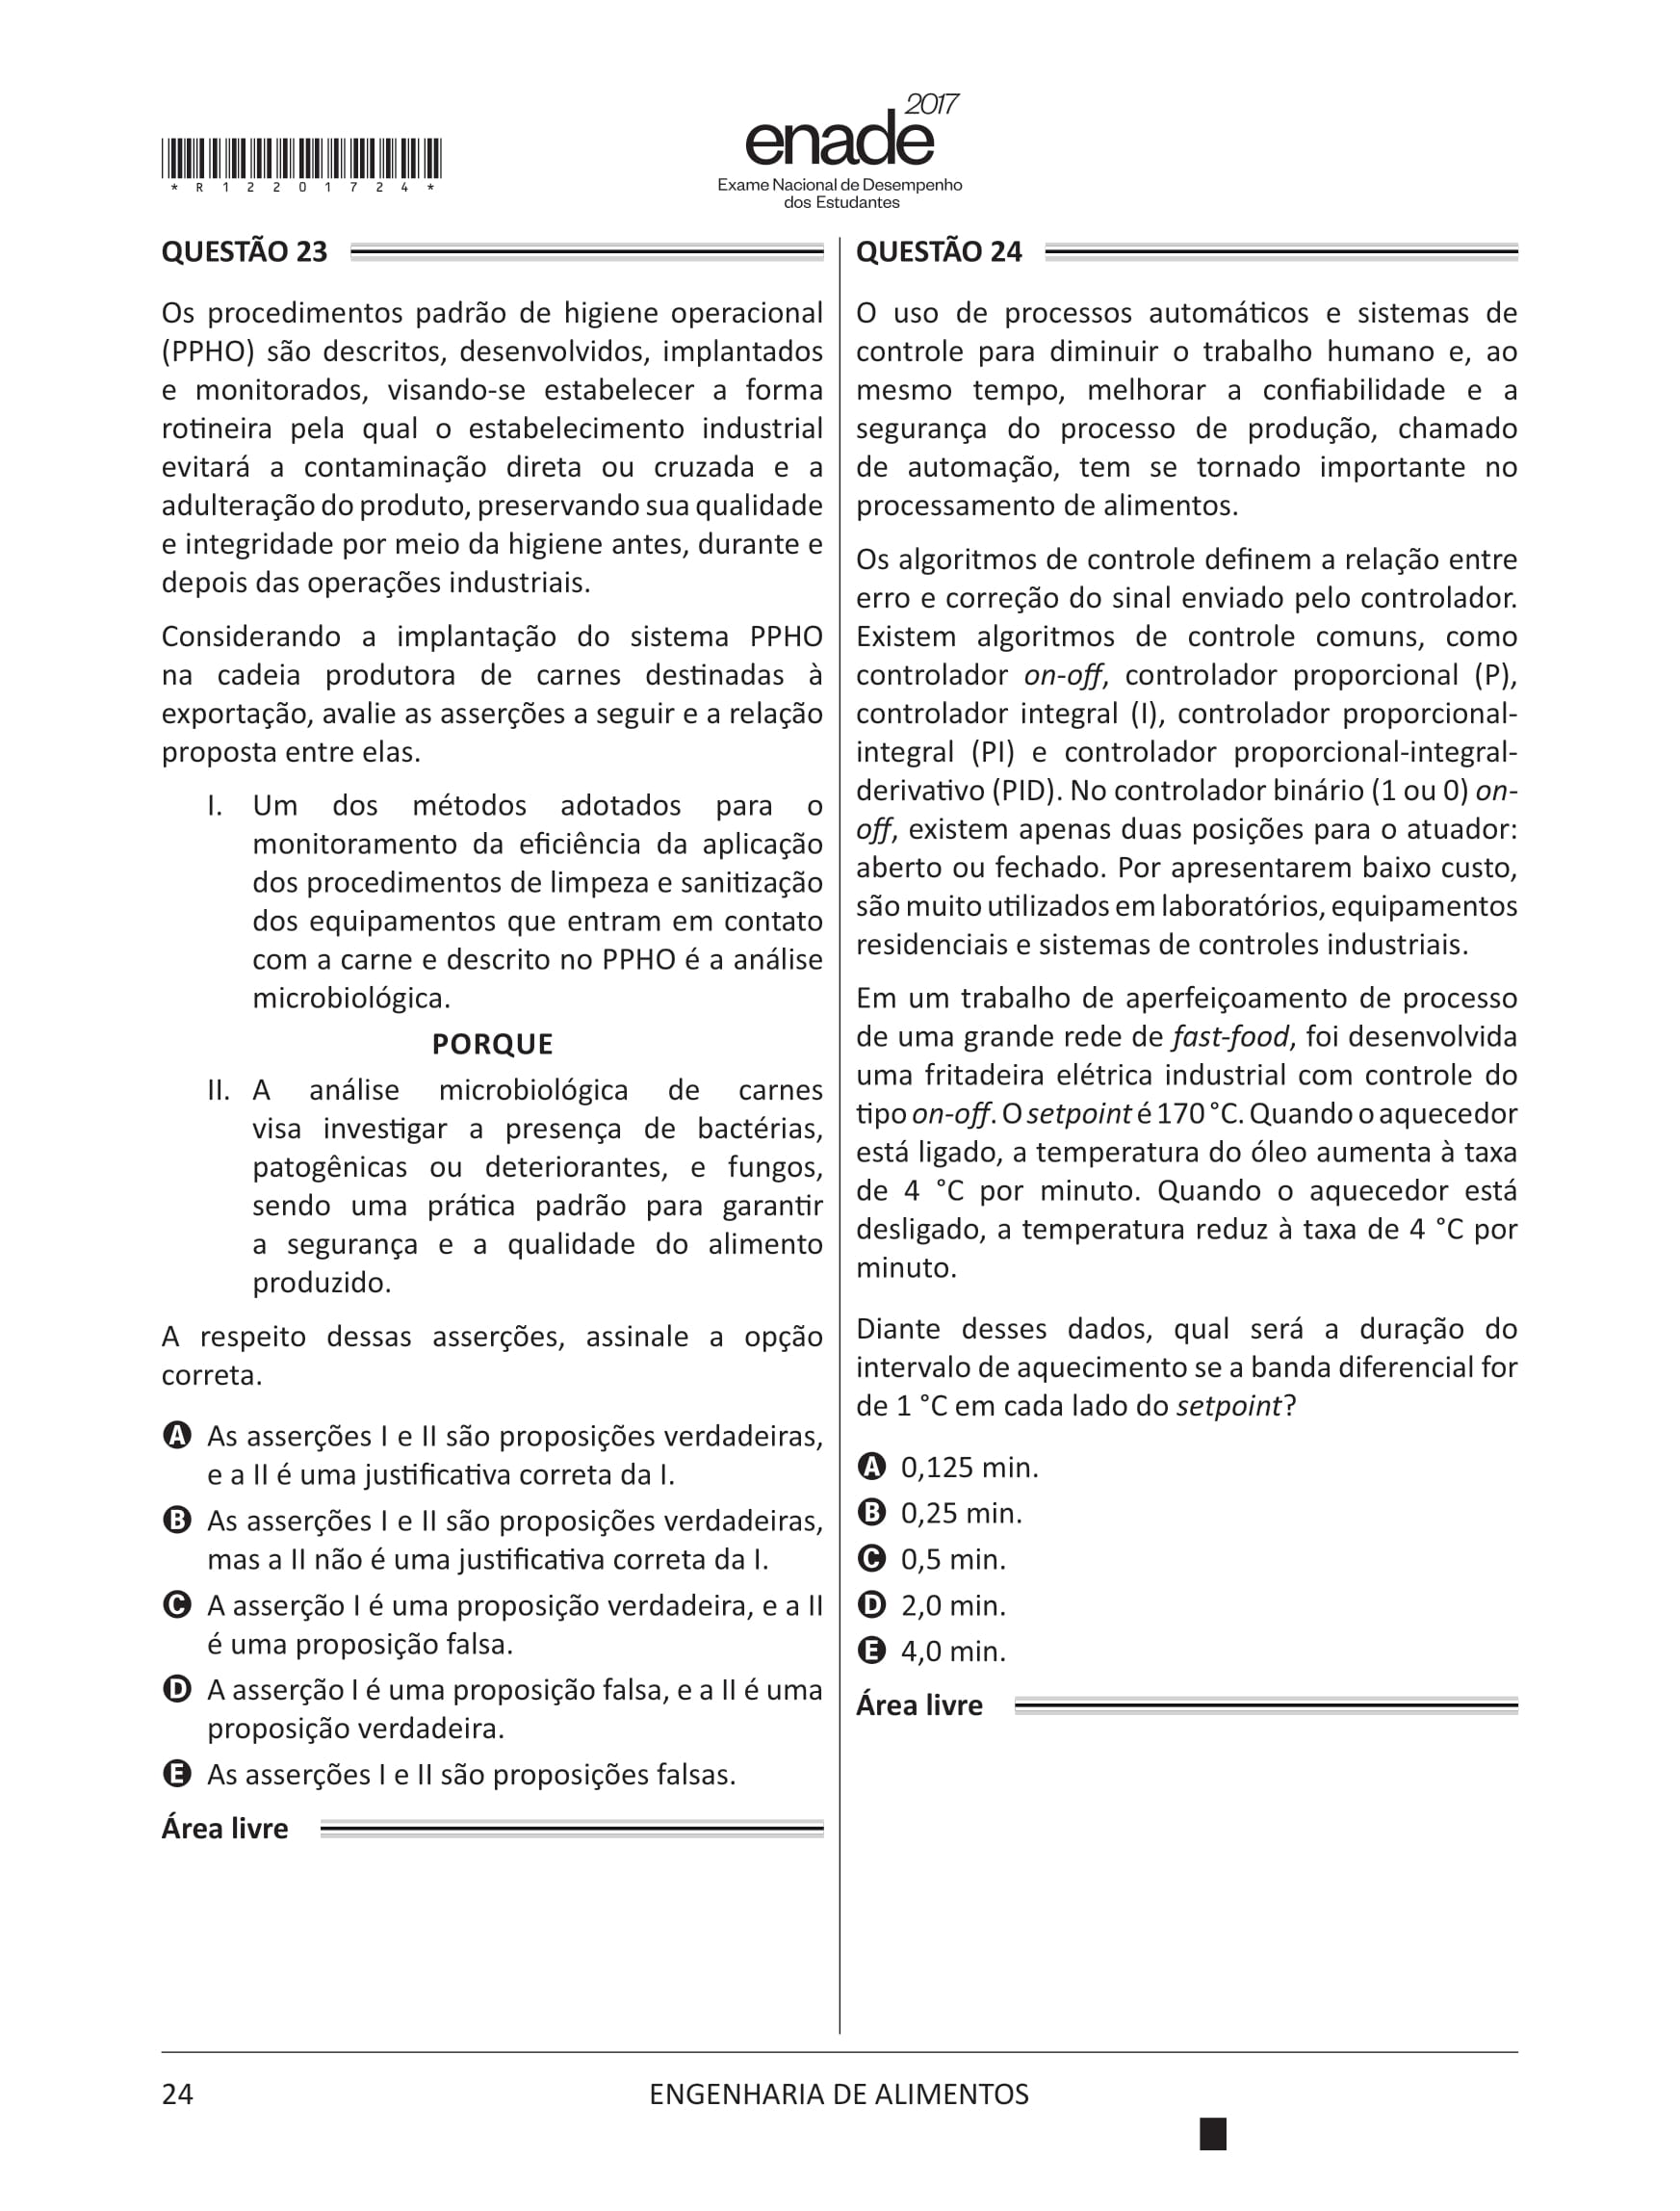 *R12201724*
2017
enade
Exame Nacional de Desempenho
dos Estudantes
QUESTÃO 23
Os procedimentos padrão de higiene operacional
(PPHO) são descritos, desenvolvidos, implantados
e monitorados, visando-se estabelecer a forma
rotineira pela qual o estabelecimento industrial
evitará a contaminação direta ou cruzada e a
adulteração do produto, preservando sua qualidade
e integridade por meio da higiene antes, durante e
depois das operações industriais.
Considerando a implantação do sistema PPHO
na cadeia produtora de carnes destinadas à
exportação, avalie as asserções a seguir e a relação
proposta entre elas.
I. Um dos métodos adotados para o
monitoramento da eficiência da aplicação
dos procedimentos de limpeza e sanitização
dos equipamentos que entram em contato
com a carne e descrito no PPHO é a análise
microbiológica.
PORQUE
II. A análise microbiológica de carnes
visa investigar a presença de bactérias,
patogênicas ou deteriorantes, e fungos,
sendo uma prática padrão para garantir
a segurança e a qualidade do alimento
produzido.
A respeito dessas asserções, assinale a opção
correta.
A As asserções I e II são proposições verdadeiras,
e a II é uma justificativa correta da I.
B As asserções I e II são proposições verdadeiras,
mas a II não é uma justificativa correta da I.
C A asserção I é uma proposição verdadeira, e a II
é uma proposição falsa.
D A asserção I é uma proposição falsa, e a II é uma
proposição verdadeira.
E As asserções I e II são proposições falsas.
Área livre
QUESTÃO 24
O uso de processos automáticos e sistemas de
controle para diminuir o trabalho humano e, ao
mesmo tempo, melhorar a confiabilidade e a
segurança do processo de produção, chamado
de automação, tem se tornado importante no
processamento de alimentos.
Os algoritmos de controle definem a relação entre
erro e correção do sinal enviado pelo controlador.
Existem algoritmos de controle comuns, como
controlador on-off, controlador proporcional (P),
controlador integral (I), controlador proporcional-
integral (PI) e controlador proporcional-integral-
derivativo (PID). No controlador binário (1 ou 0) on-
off, existem apenas duas posições para o atuador:
aberto ou fechado. Por apresentarem baixo custo,
são muito utilizados em laboratórios, equipamentos
residenciais e sistemas de controles industriais.
Em um trabalho de aperfeiçoamento de processo
de uma grande rede de fast-food, foi desenvolvida
uma fritadeira elétrica industrial com controle do
tipo on-off. O setpoint é 170 °C. Quando o aquecedor
está ligado, a temperatura do óleo aumenta à taxa
de 4 °C por minuto. Quando o aquecedor está
desligado, a temperatura reduz à taxa de 4 °C por
minuto.
Diante desses dados, qual será a duração do
intervalo de aquecimento se a banda diferencial for
de 1 °C em cada lado do setpoint?
A 0,125 min.
B 0,25 min.
C 0,5 min.
D 2,0 min.
E 4,0 min.
Área livre
24
ENGENHARIA DE ALIMENTOS